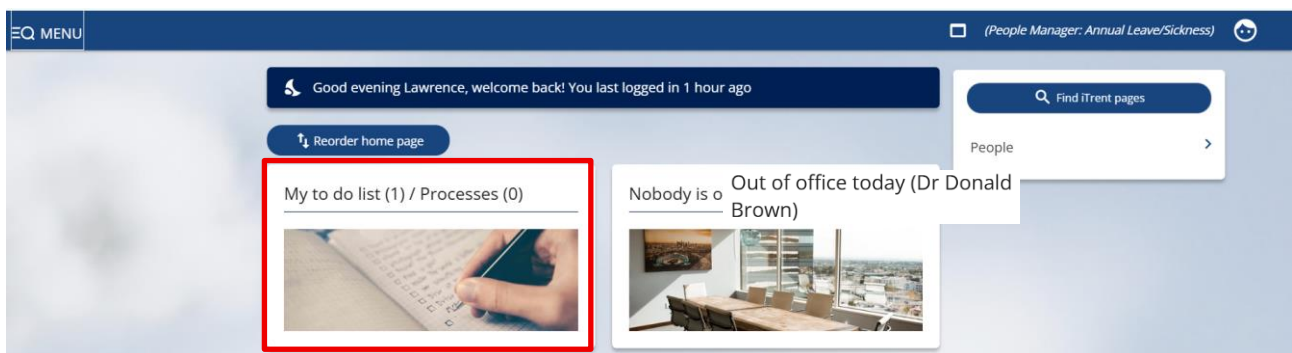 MENU
(People Manager: Annual Leave/Sickness)
Good evening Lawrence, welcome back! You last logged in 1 hour ago
Find iTrent pages
Reorder home page
People
My to do list (1) / Processes (0)
Nobody is o
Out of office today (Dr Donald
Brown)